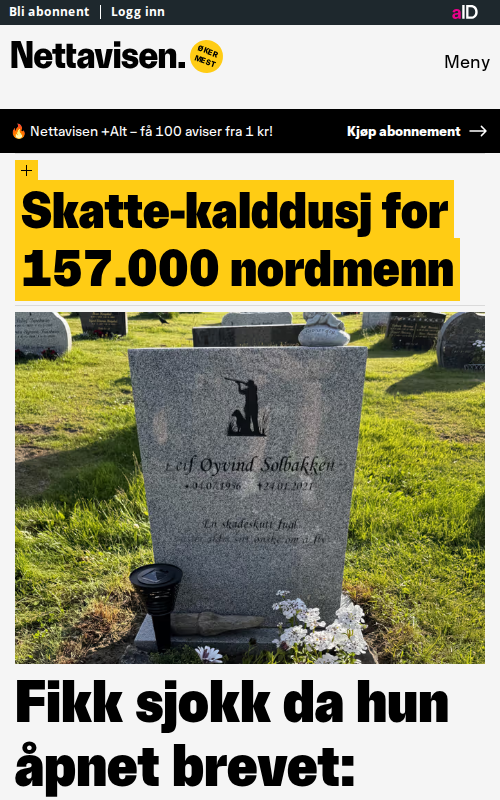 Bli abonnent | Logg inn
aID
Nettavisen.
ØKER
MEST
Meny
🔥 Nettavisen +Alt – få 100 aviser fra 1 kr!
Kjøp abonnement →
+
Skatte-kalddusj for
157.000 nordmenn
Leif Øyvind Solbakken
En skadeskutt fugl
Fikk sjokk da hun
åpnet brevet: